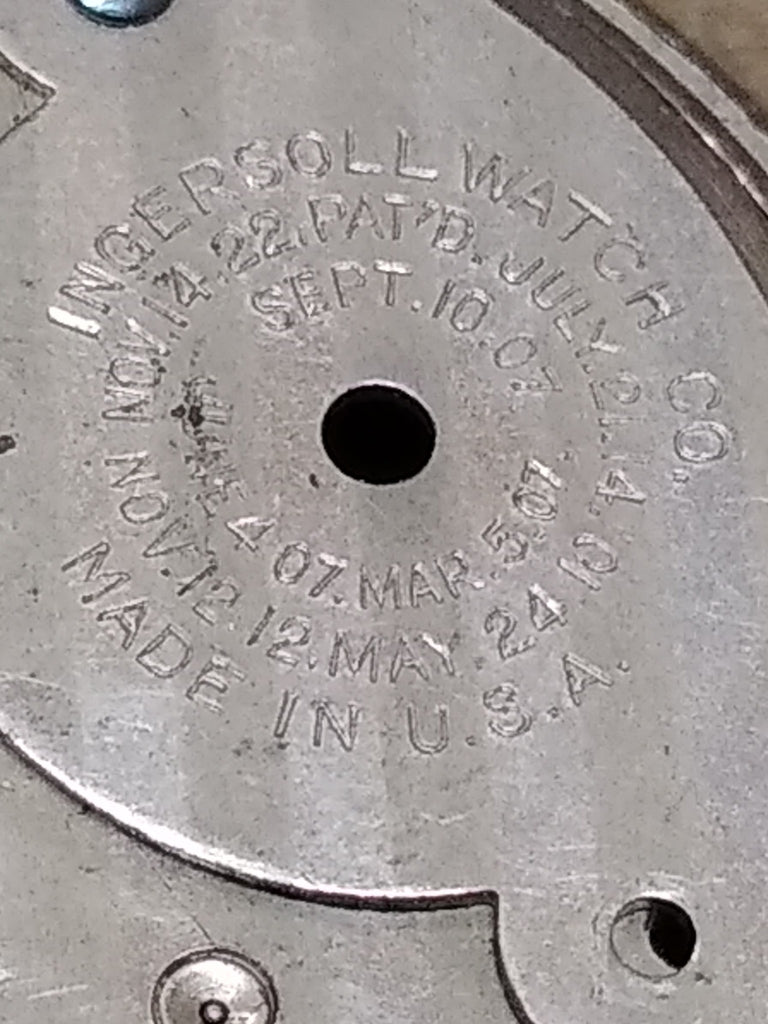 INGERSOLL WATCH CO.
NOV. 14. 22. PAT'D. JULY. 21. 14.
SEPT. 10. 07.
JUNE 4 07. MAR. 5. 07.
NOV. 12. 12. MAY. 24 10.
MADE IN U.S.A.